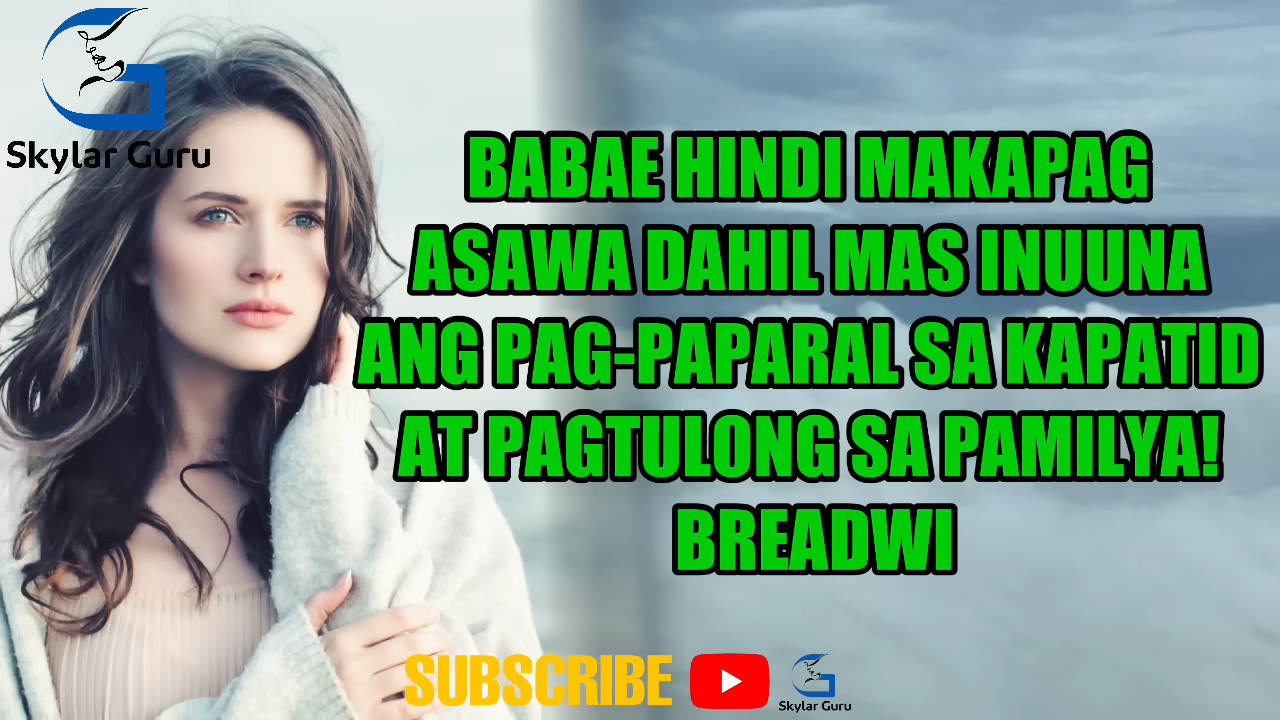 Skylar Guru
BABAE HINDI MAKAPAG
ASAWA DAHIL MAS INUUNA
ANG PAG-PAPARAL SA KAPATID
AT PAGTULONG SA PAMILYA!
BREADWI
SUBSCRIBE
Skylar Guru